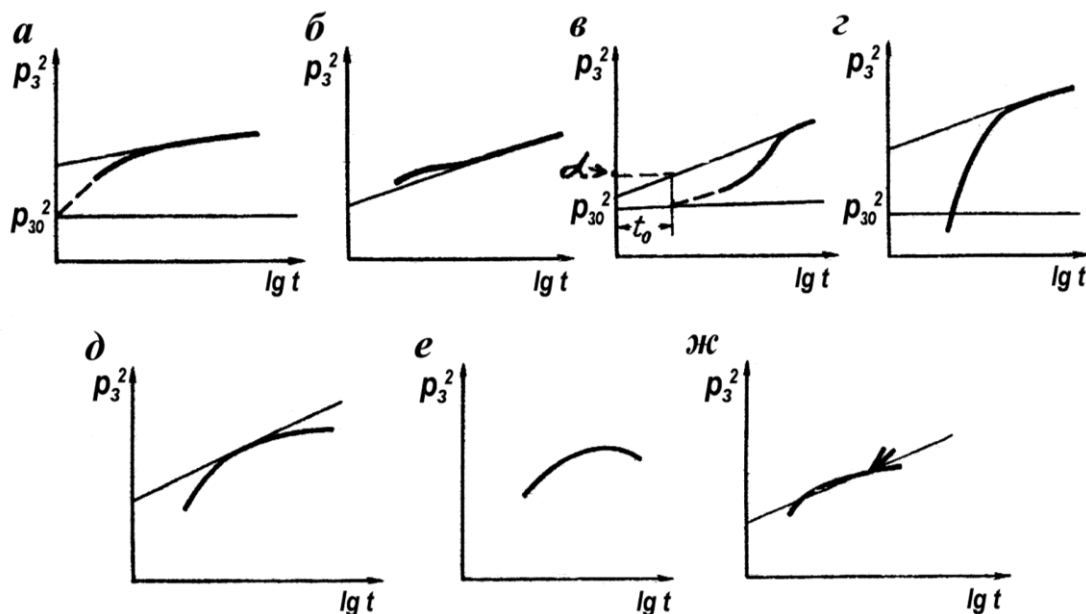 а б в г
p₃² p₃² p₃² p₃²
α
p₃₀² p₃₀² t₀ p₃₀²
lg t lg t lg t lg t
д е ж
p₃² p₃² p₃²
lg t lg t lg t